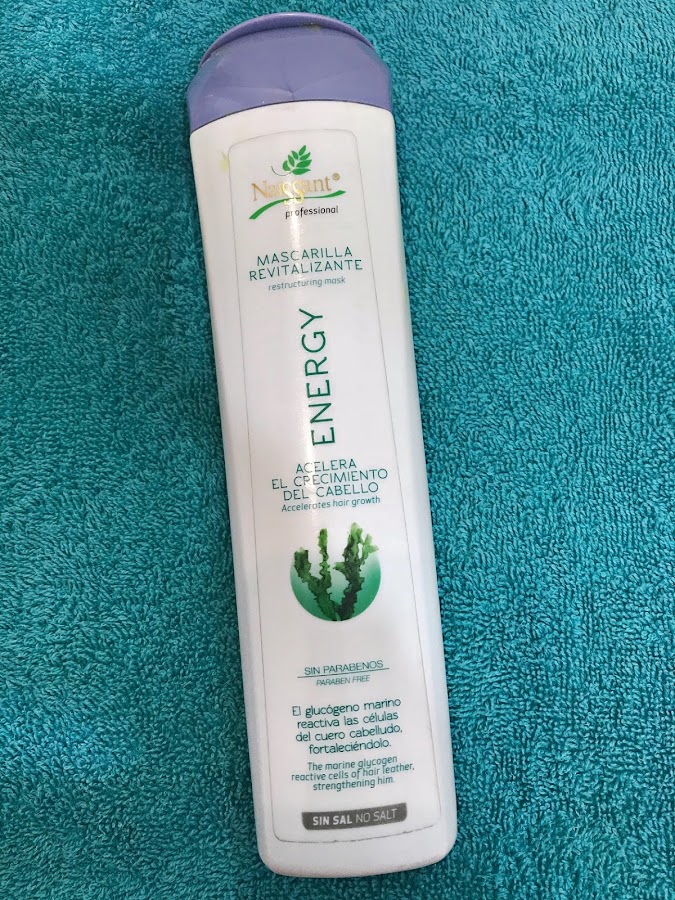 Naissant®
professional
MASCARILLA
REVITALIZANTE
restructuring mask
ENERGY
ACELERA
EL CRECIMIENTO
DEL CABELLO
Accelerates hair growth
SIN PARABENOS
PARABEN FREE
El glucógeno marino
reactiva las células
del cuero cabelludo,
fortaleciéndolo.
The marine glycogen
reactive cells of hair leather,
strengthening him.
SIN SAL NO SALT